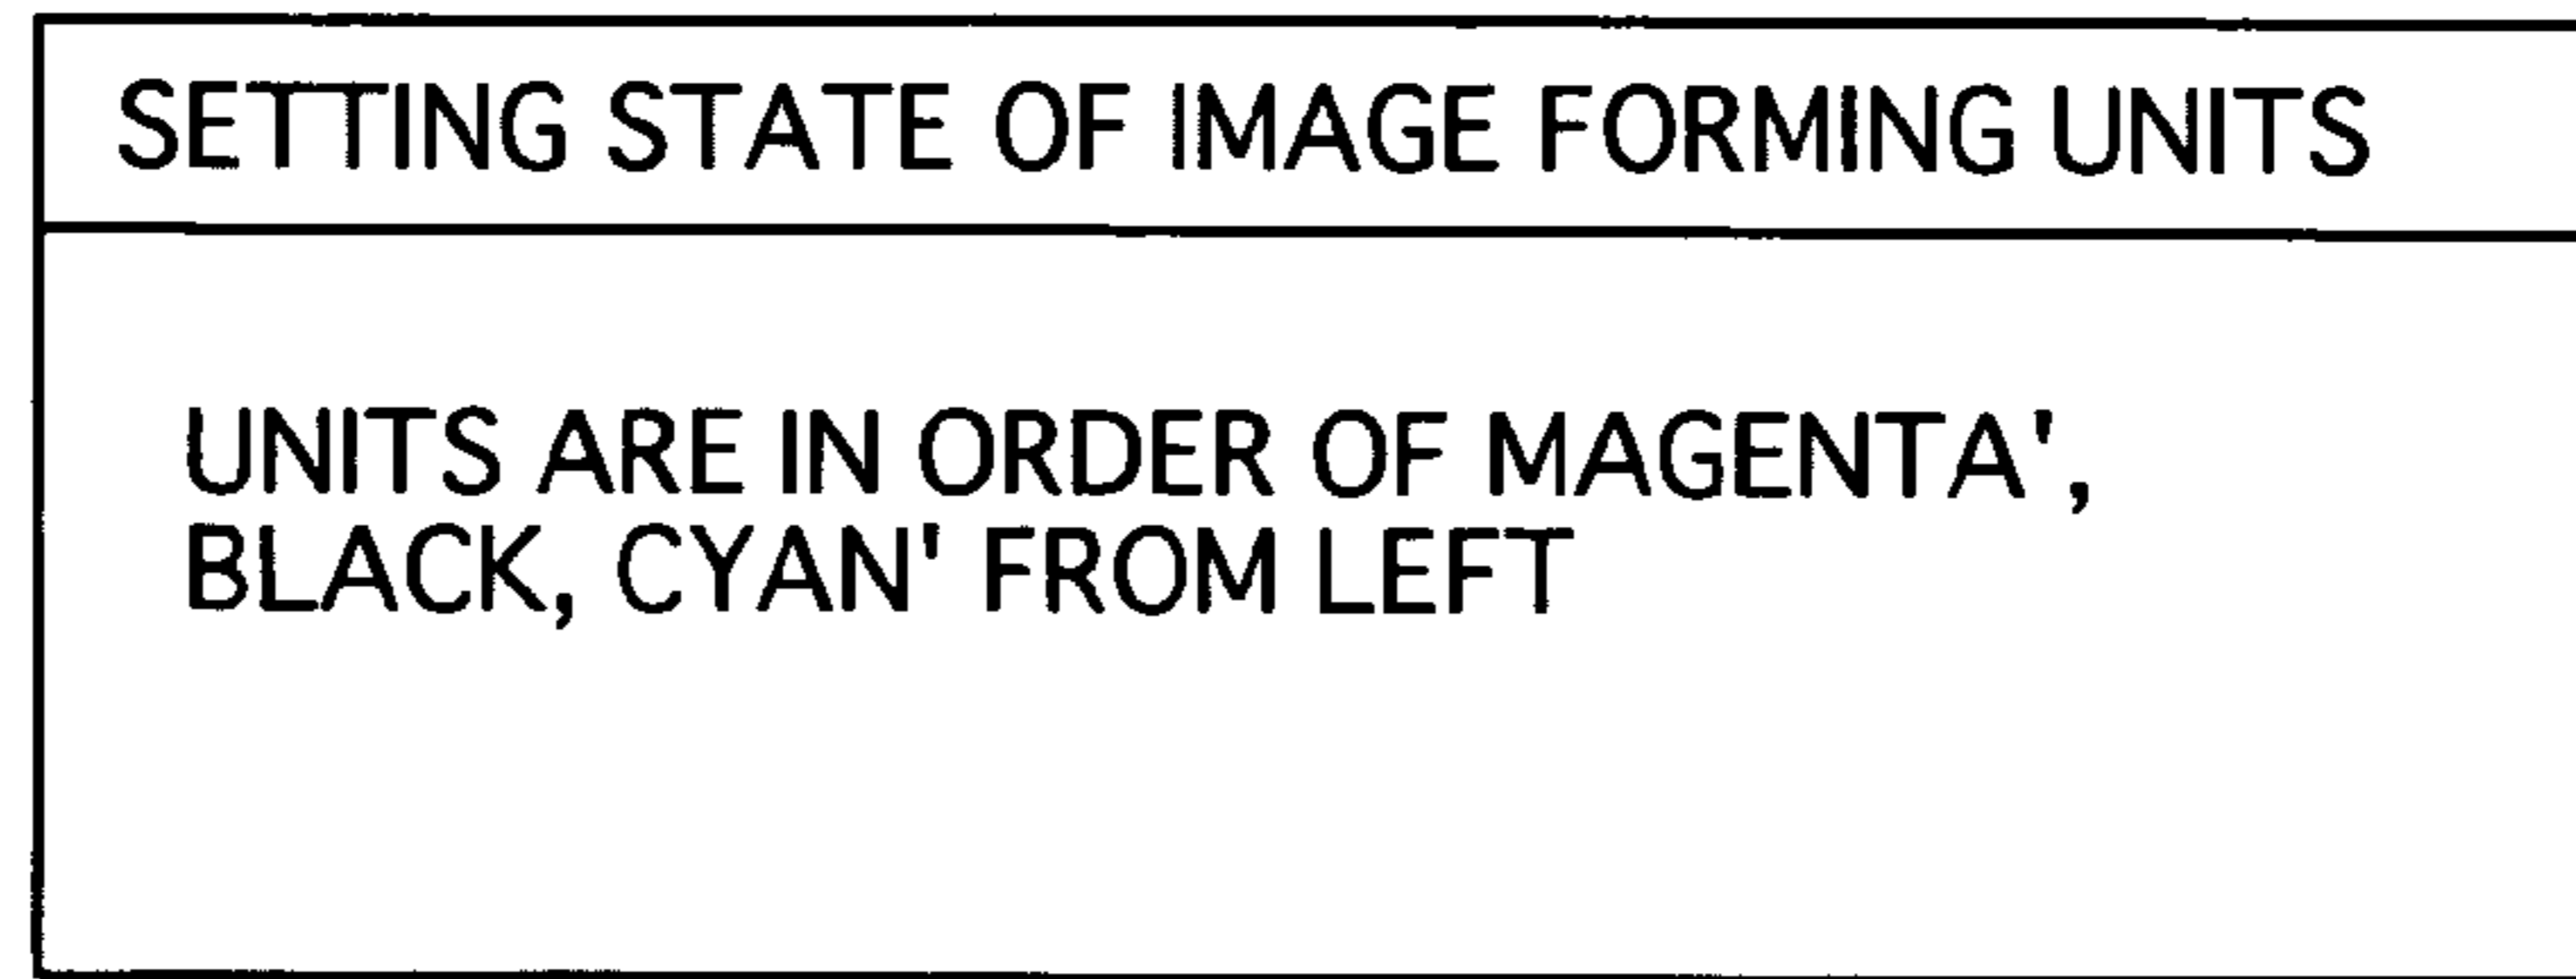 SETTING STATE OF IMAGE FORMING UNITS
UNITS ARE IN ORDER OF MAGENTA',
BLACK, CYAN' FROM LEFT